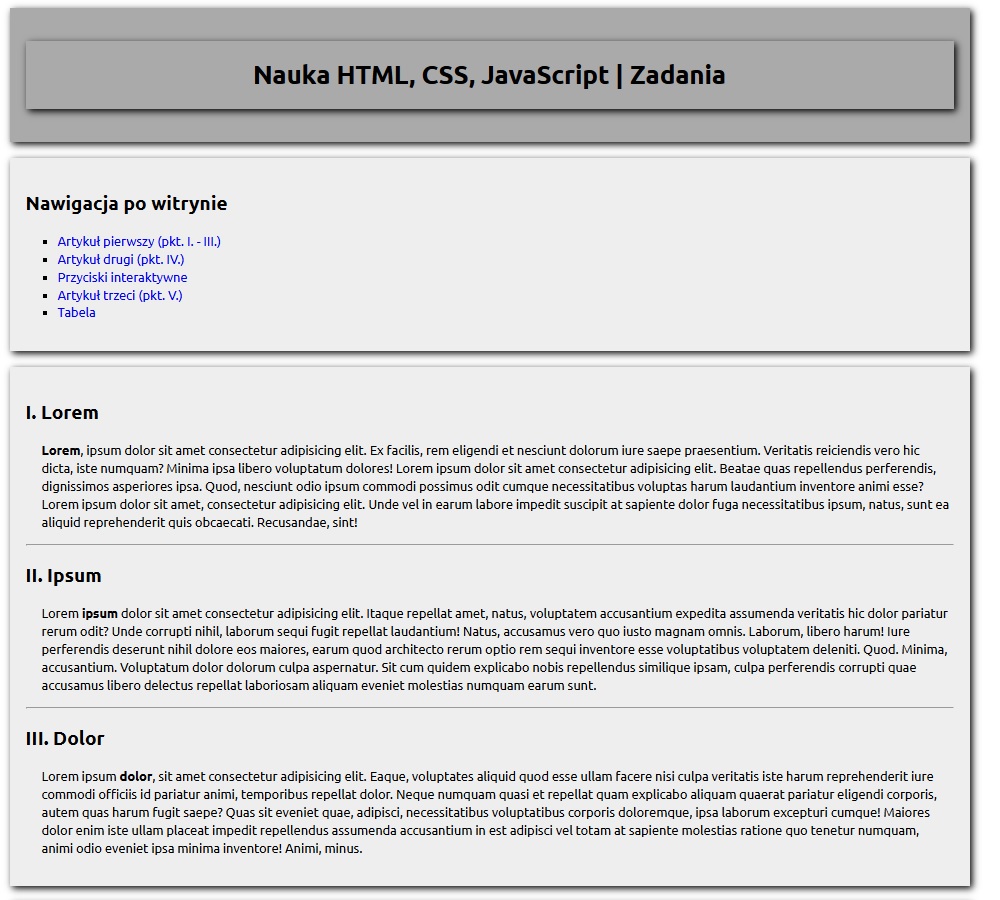 Nauka HTML, CSS, JavaScript | Zadania
Nawigacja po witrynie
Artykuł pierwszy (pkt. I. - III.)
Artykuł drugi (pkt. IV.)
Przyciski interaktywne
Artykuł trzeci (pkt. V.)
Tabela
I. Lorem
Lorem, ipsum dolor sit amet consectetur adipisicing elit. Ex facilis, rem eligendi et nesciunt dolorum iure saepe praesentium. Veritatis reiciendis vero hic
dicta, iste numquam? Minima ipsa libero voluptatum dolores! Lorem ipsum dolor sit amet consectetur adipisicing elit. Beatae quas repellendus perferendis,
dignissimos asperiores ipsa. Quod, nesciunt odio ipsum commodi possimus odit cumque necessitatibus voluptas harum laudantium inventore animi esse?
Lorem ipsum dolor sit amet, consectetur adipisicing elit. Unde vel in earum labore impedit suscipit at sapiente dolor fuga necessitatibus ipsum, natus, sunt ea
aliquid reprehenderit quis obcaecati. Recusandae, sint!
II. Ipsum
Lorem ipsum dolor sit amet consectetur adipisicing elit. Itaque repellat amet, natus, voluptatem accusantium expedita assumenda veritatis hic dolor pariatur
rerum odit? Unde corrupti nihil, laborum sequi fugit repellat laudantium! Natus, accusamus vero quo iusto magnam omnis. Laborum, libero harum! Iure
perferendis deserunt nihil dolore eos maiores, earum quod architecto rerum optio rem sequi inventore esse voluptatibus voluptatem deleniti. Quod. Minima,
accusantium. Voluptatum dolor dolorum culpa aspernatur. Sit cum quidem explicabo nobis repellendus similique ipsam, culpa perferendis corrupti quae
accusamus libero delectus repellat laboriosam aliquam eveniet molestias numquam earum sunt.
III. Dolor
Lorem ipsum dolor, sit amet consectetur adipisicing elit. Eaque, voluptates aliquid quod esse ullam facere nisi culpa veritatis iste harum reprehenderit iure
commodi officiis id pariatur animi, temporibus repellat dolor. Neque numquam quasi et repellat quam explicabo aliquam quaerat pariatur eligendi corporis,
autem quas harum fugit saepe? Quas sit eveniet quae, adipisci, necessitatibus voluptatibus corporis doloremque, ipsa laborum excepturi cumque! Maiores
dolor enim iste ullam placeat impedit repellendus assumenda accusantium in est adipisci vel totam at sapiente molestias ratione quo tenetur numquam,
animi odio eveniet ipsa minima inventore! Animi, minus.